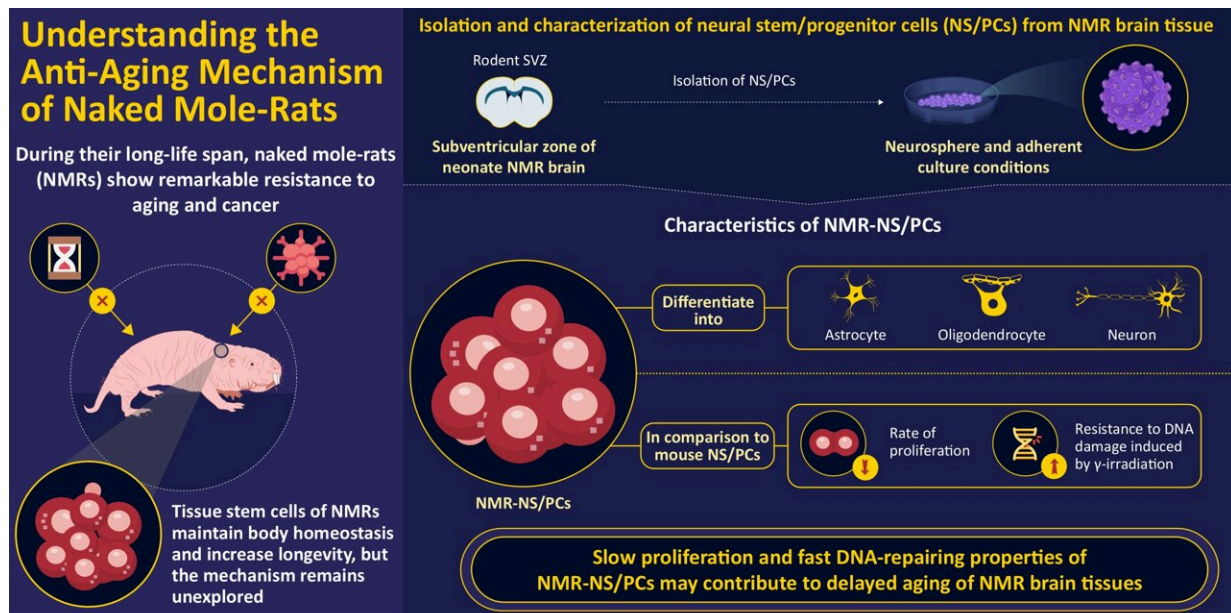 Understanding the
Anti-Aging Mechanism
of Naked Mole-Rats
During their long-life span, naked mole-rats
(NMRs) show remarkable resistance to
aging and cancer
Tissue stem cells of NMRs
maintain body homeostasis
and increase longevity, but
the mechanism remains
unexplored
Isolation and characterization of neural stem/progenitor cells (NS/PCs) from NMR brain tissue
Rodent SVZ
Subventricular zone of
neonate NMR brain
Isolation of NS/PCs
Neurosphere and adherent
culture conditions
Characteristics of NMR-NS/PCs
NMR-NS/PCs
Differentiate
into
Astrocyte
Oligodendrocyte
Neuron
In comparison to
mouse NS/PCs
Rate of
proliferation
Resistance to DNA
damage induced
by γ-irradiation
Slow proliferation and fast DNA-repairing properties of
NMR-NS/PCs may contribute to delayed aging of NMR brain tissues